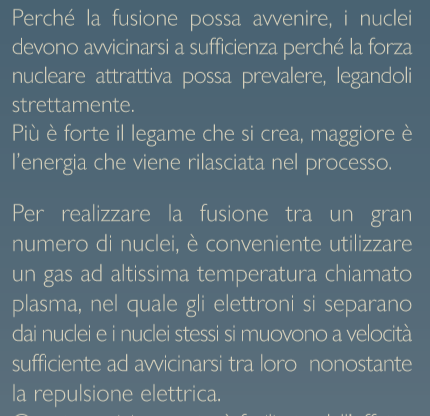 Perché la fusione possa avvenire, i nuclei
devono avvicinarsi a sufficienza perché la forza
nucleare attrattiva possa prevalere, legandoli
strettamente.
Più è forte il legame che si crea, maggiore è
l'energia che viene rilasciata nel processo.
Per realizzare la fusione tra un gran
numero di nuclei, è conveniente utilizzare
un gas ad altissima temperatura chiamato
plasma, nel quale gli elettroni si separano
dai nuclei e i nuclei stessi si muovono a velocità
sufficiente ad avvicinarsi tra loro  nonostante
la repulsione elettrica.